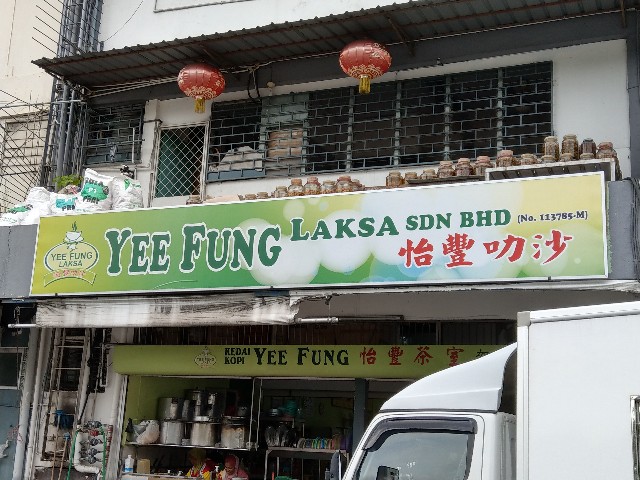 YEE FUNG LAKSA SDN BHD (No. 113785-M)
怡豐叻沙
YEE FUNG
LAKSA
KEDAI KOPI YEE FUNG 怡豐茶室